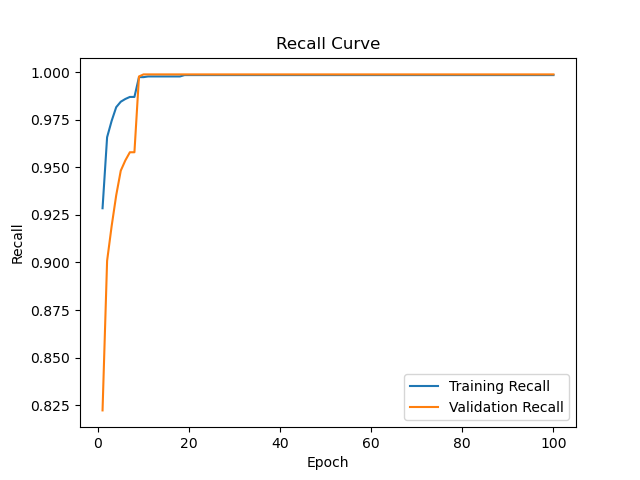 Recall Curve
1.000
0.975
0.950
0.925
0.900
0.875
0.850
0.825
Recall
0 20 40 60 80 100
Epoch
Training Recall
Validation Recall